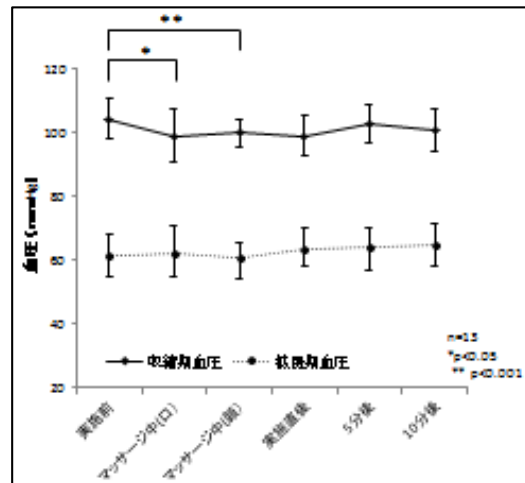 **
*
120
100
80
60
40
20
血圧 (mmHg)
収縮期血圧
拡張期血圧
n=13
*p<0.05
** p<0.001
実施前
マッサージ中(口)
マッサージ中(顔)
実施直後
5分後
10分後